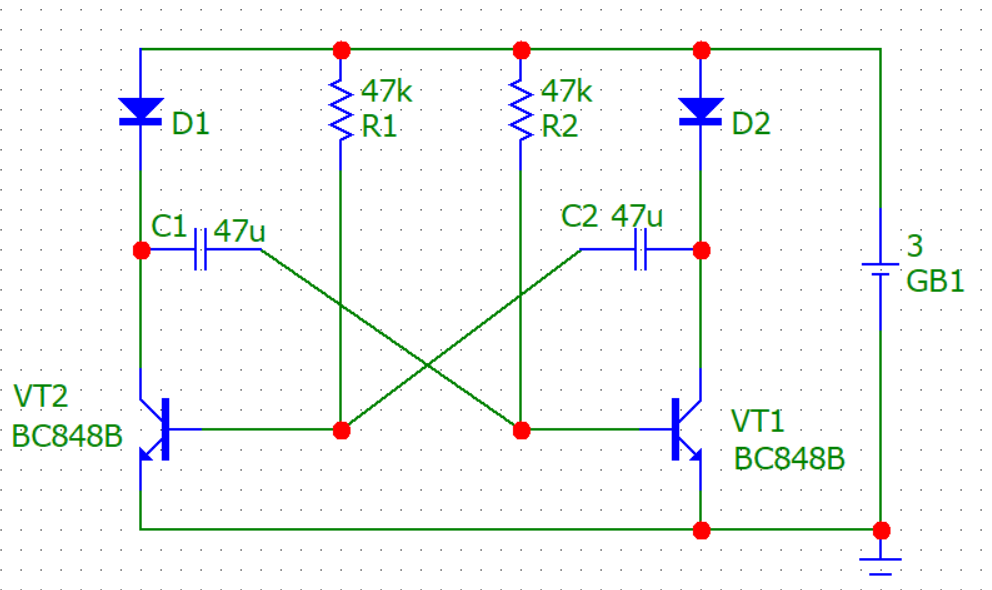 47k
R1
47k
R2
D1
D2
C1 47u
C2 47u
3
GB1
VT2
BC848B
VT1
BC848B